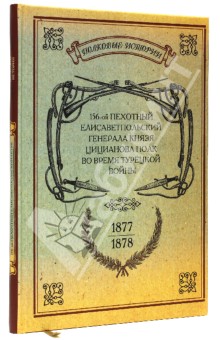 ПОЛКОВЫЕ ИСТОРИИ
156-ой ПЕХОТНЫЙ
ЕЛИСАВЕТПОЛЬСКИЙ
ГЕНЕРАЛА КНЯЗЯ
ЦИЦИАНОВА ПОЛК
ВО ВРЕМЯ ТУРЕЦКОЙ
ВОЙНЫ
1877
1878